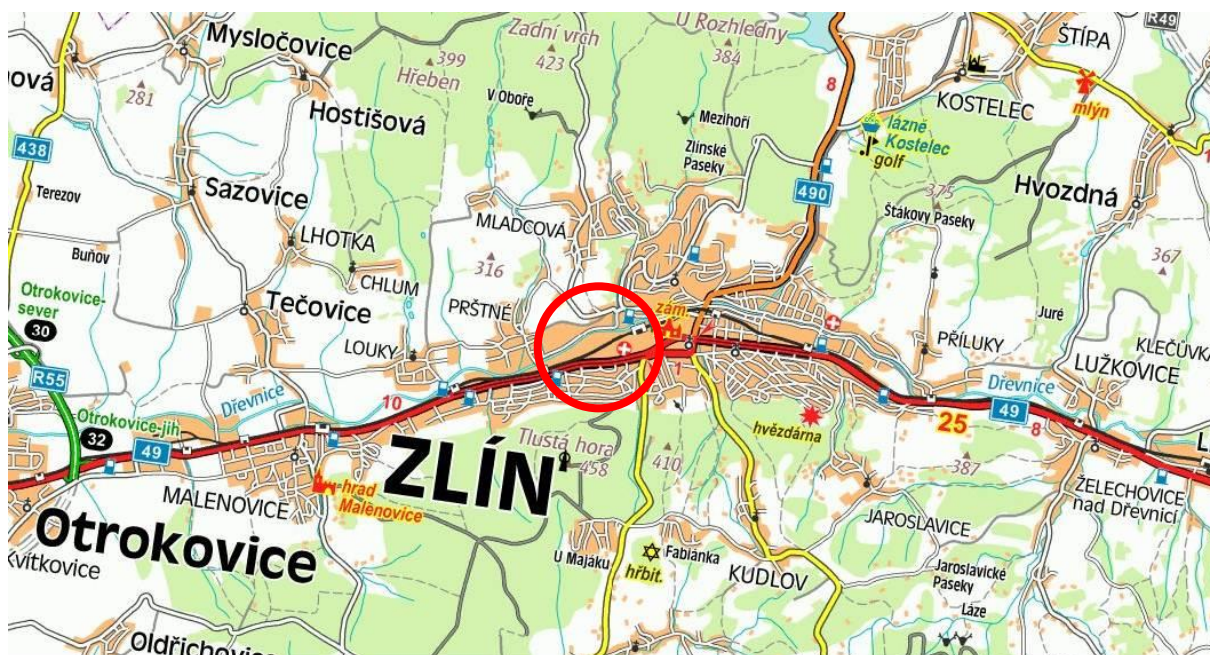 R49
U Rozhledny
384
Zadní vrch
423
ŠTÍPA
Mysločovice
399
Hřeben
8
ová
281
V Oboře
Mezihoří
KOSTELEC
mlýn
Hostišová
lázně
Kostelec
golf
438
Zlínské
Paseky
Terezov
Sazovice
490
375
Hvozdná
MLADCOVÁ
Štákovy Paseky
LHOTKA
Buňov
316
367
CHLUM
Otrokovice-
sever
Tečovice
PRŠTNÉ
zám.
Juré
30
LOUKY
PŘÍLUKY
KLEČŮVKA
R55
LUŽKOVICE
1
Dřevnice
Dřevnice
10
49
Otrokovice-jih
25
8
32
49
hvězdárna
Tlustá hora
458
410
387
L
ZLÍN
hrad
Malenovice
MALENOVICE
ŽELECHOVICE
nad Dřevnicí
Otrokovice
JAROSLAVICE
U Majáku
Fabiánka
kvítkovice
hřbit.
KUDLOV
Jaroslavické
Paseky
Láze
Oldřichovice